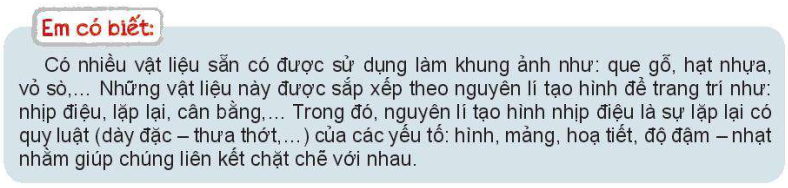 Em có biết:
Có nhiều vật liệu sẵn có được sử dụng làm khung ảnh như: que gỗ, hạt nhựa,
vỏ sò,... Những vật liệu này được sắp xếp theo nguyên lí tạo hình để trang trí như:
nhịp điệu, lặp lại, cân bằng,... Trong đó, nguyên lí tạo hình nhịp điệu là sự lặp lại có
quy luật (dày đặc – thưa thớt,...) của các yếu tố: hình, mảng, hoạ tiết, độ đậm – nhạt
nhằm giúp chúng liên kết chặt chẽ với nhau.